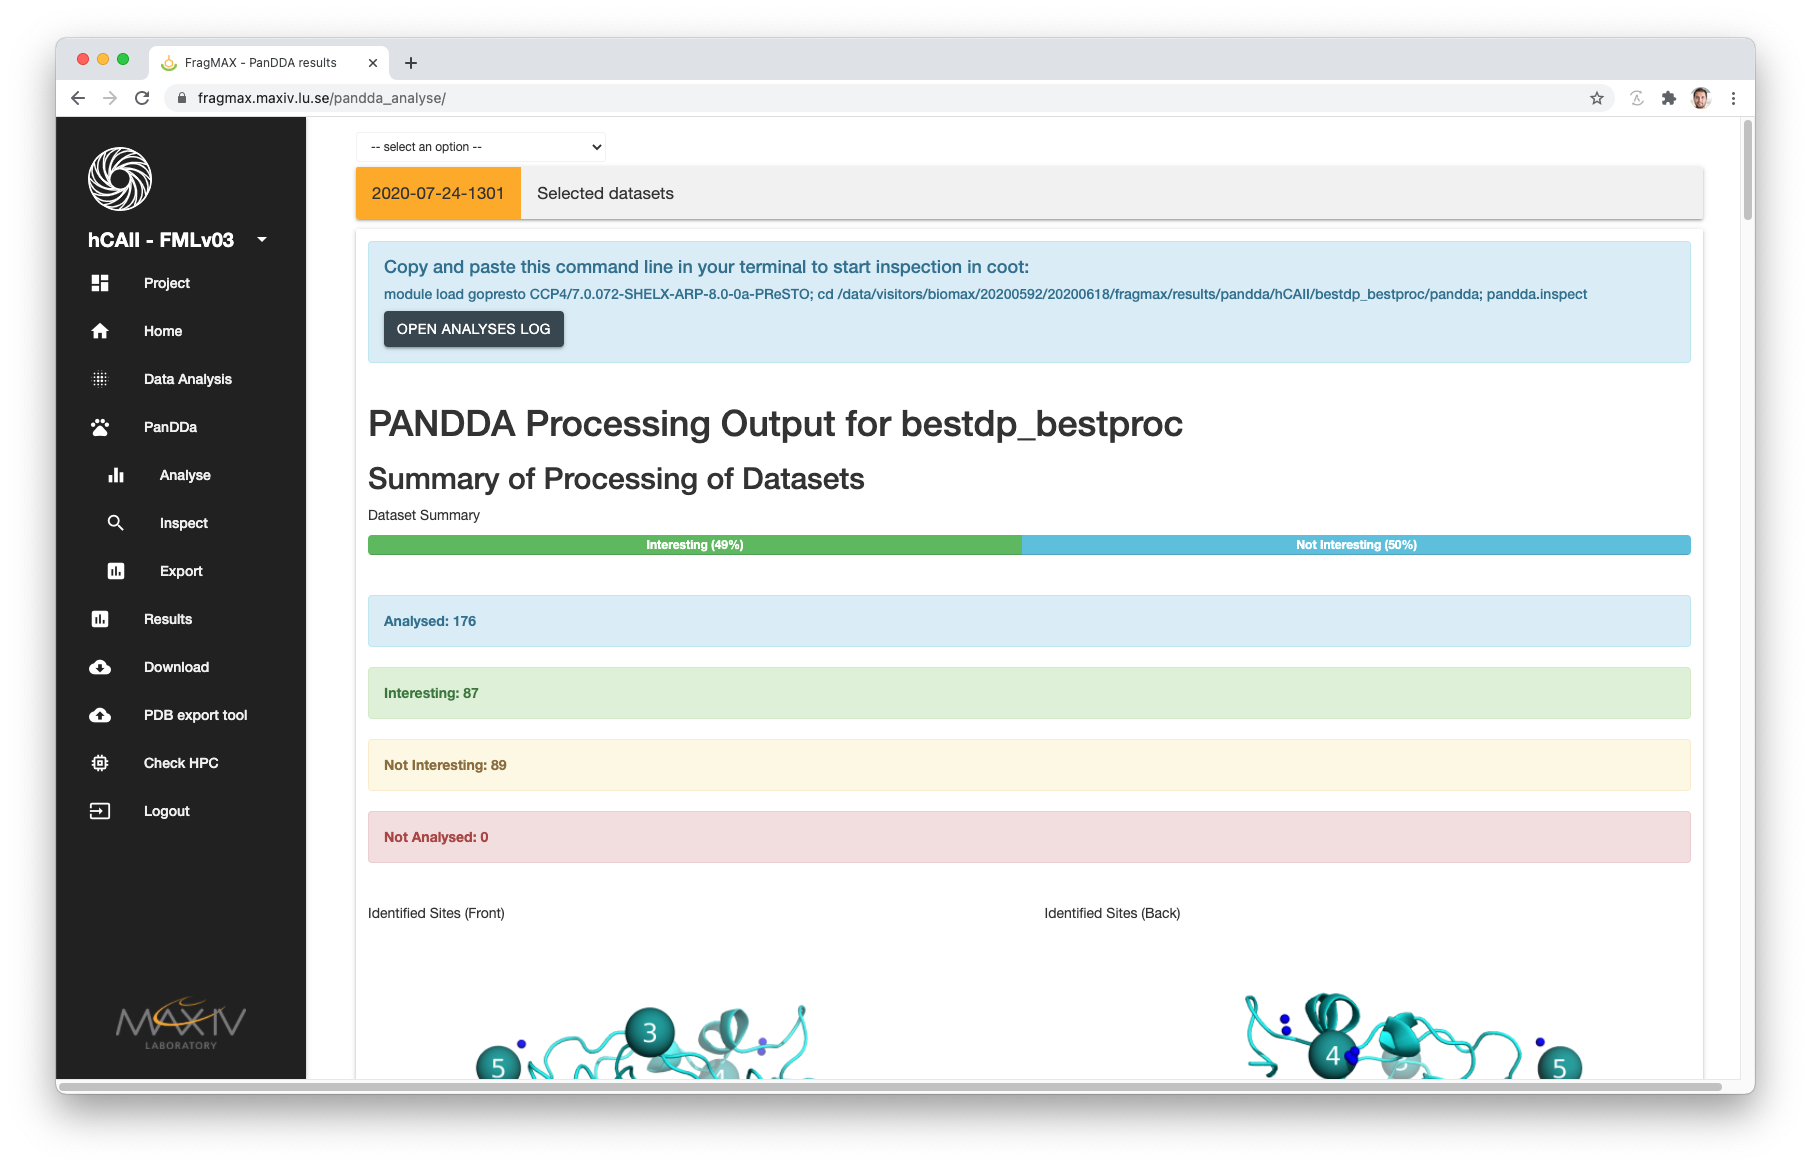 FragMAX - PanDDA results
fragmax.maxiv.lu.se/pandda_analyse/
hCAII - FMLv03
Project
Home
Data Analysis
PanDDa
Analyse
Inspect
Export
Results
Download
PDB export tool
Check HPC
Logout
MAXIV
LABORATORY
-- select an option --
2020-07-24-1301 Selected datasets
Copy and paste this command line in your terminal to start inspection in coot:
module load gopresto CCP4/7.0.072-SHELX-ARP-8.0-0a-PReSTO; cd /data/visitors/biomax/20200592/20200618/fragmax/results/pandda/hCAII/bestdp_bestproc/pandda; pandda.inspect
OPEN ANALYSES LOG
PANDDA Processing Output for bestdp_bestproc
Summary of Processing of Datasets
Dataset Summary
Interesting (49%) Not Interesting (50%)
Analysed: 176
Interesting: 87
Not Interesting: 89
Not Analysed: 0
Identified Sites (Front) Identified Sites (Back)
3
5
4
5